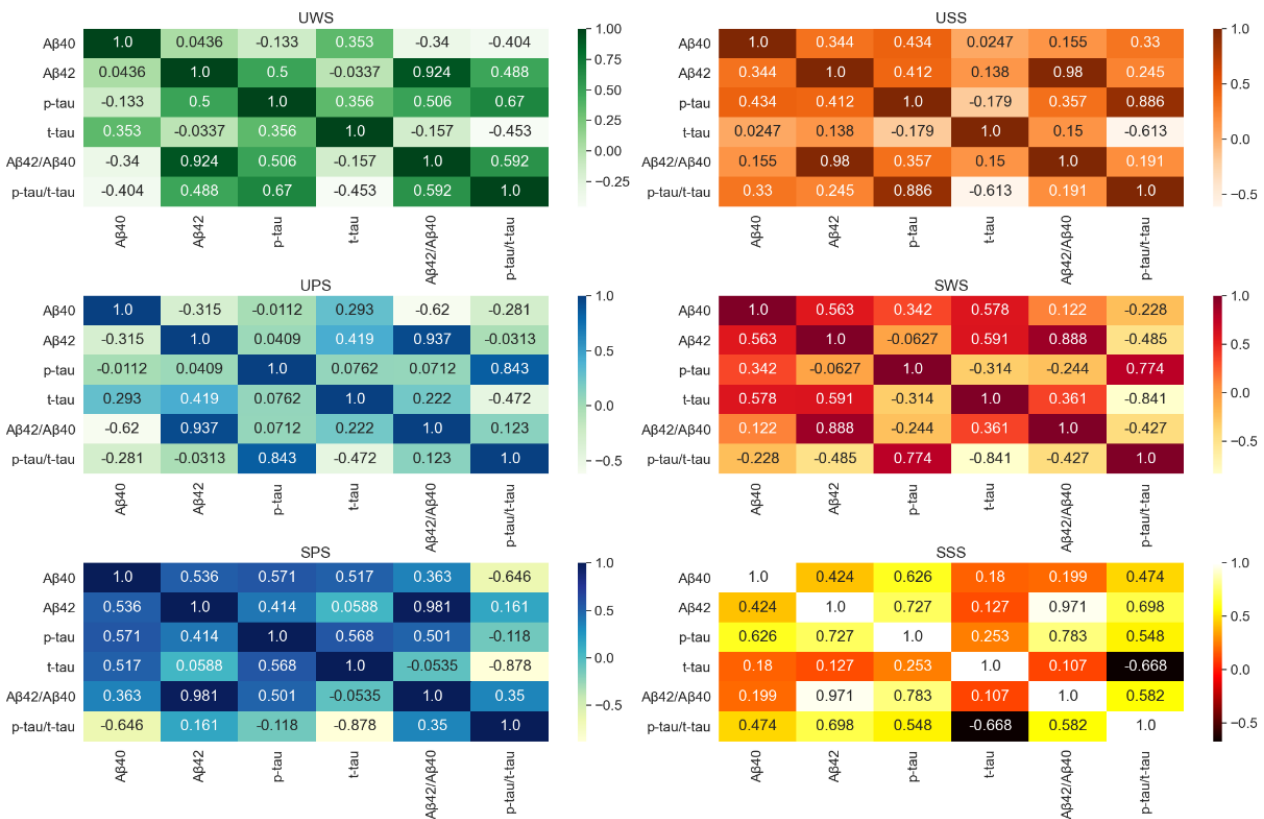 UWS
Aβ40 1.0 0.0436 -0.133 0.353 -0.34 -0.404
Aβ42 0.0436 1.0 0.5 -0.0337 0.924 0.488
p-tau -0.133 0.5 1.0 0.356 0.506 0.67
t-tau 0.353 -0.0337 0.356 1.0 -0.157 -0.453
Aβ42/Aβ40 -0.34 0.924 0.506 -0.157 1.0 0.592
p-tau/t-tau -0.404 0.488 0.67 -0.453 0.592 1.0
Aβ40 Aβ42 p-tau t-tau Aβ42/Aβ40 p-tau/t-tau
1.00
0.75
0.50
0.25
0.00
−0.25
USS
Aβ40 1.0 0.344 0.434 0.0247 0.155 0.33
Aβ42 0.344 1.0 0.412 0.138 0.98 0.245
p-tau 0.434 0.412 1.0 -0.179 0.357 0.886
t-tau 0.0247 0.138 -0.179 1.0 0.15 -0.613
Aβ42/Aβ40 0.155 0.98 0.357 0.15 1.0 0.191
p-tau/t-tau 0.33 0.245 0.886 -0.613 0.191 1.0
Aβ40 Aβ42 p-tau t-tau Aβ42/Aβ40 p-tau/t-tau
1.0
0.5
0.0
−0.5
UPS
Aβ40 1.0 -0.315 -0.0112 0.293 -0.62 -0.281
Aβ42 -0.315 1.0 0.0409 0.419 0.937 -0.0313
p-tau -0.0112 0.0409 1.0 0.0762 0.0712 0.843
t-tau 0.293 0.419 0.0762 1.0 0.222 -0.472
Aβ42/Aβ40 -0.62 0.937 0.0712 0.222 1.0 0.123
p-tau/t-tau -0.281 -0.0313 0.843 -0.472 0.123 1.0
Aβ40 Aβ42 p-tau t-tau Aβ42/Aβ40 p-tau/t-tau
1.0
0.5
0.0
−0.5
SWS
Aβ40 1.0 0.563 0.342 0.578 0.122 -0.228
Aβ42 0.563 1.0 -0.0627 0.591 0.888 -0.485
p-tau 0.342 -0.0627 1.0 -0.314 -0.244 0.774
t-tau 0.578 0.591 -0.314 1.0 0.361 -0.841
Aβ42/Aβ40 0.122 0.888 -0.244 0.361 1.0 -0.427
p-tau/t-tau -0.228 -0.485 0.774 -0.841 -0.427 1.0
Aβ40 Aβ42 p-tau t-tau Aβ42/Aβ40 p-tau/t-tau
1.0
0.5
0.0
−0.5
SPS
Aβ40 1.0 0.536 0.571 0.517 0.363 -0.646
Aβ42 0.536 1.0 0.414 0.0588 0.981 0.161
p-tau 0.571 0.414 1.0 0.568 0.501 -0.118
t-tau 0.517 0.0588 0.568 1.0 -0.0535 -0.878
Aβ42/Aβ40 0.363 0.981 0.501 -0.0535 1.0 0.35
p-tau/t-tau -0.646 0.161 -0.118 -0.878 0.35 1.0
Aβ40 Aβ42 p-tau t-tau Aβ42/Aβ40 p-tau/t-tau
1.0
0.5
0.0
−0.5
SSS
Aβ40 1.0 0.424 0.626 0.18 0.199 0.474
Aβ42 0.424 1.0 0.727 0.127 0.971 0.698
p-tau 0.626 0.727 1.0 0.253 0.783 0.548
t-tau 0.18 0.127 0.253 1.0 0.107 -0.668
Aβ42/Aβ40 0.199 0.971 0.783 0.107 1.0 0.582
p-tau/t-tau 0.474 0.698 0.548 -0.668 0.582 1.0
Aβ40 Aβ42 p-tau t-tau Aβ42/Aβ40 p-tau/t-tau
1.0
0.5
0.0
−0.5